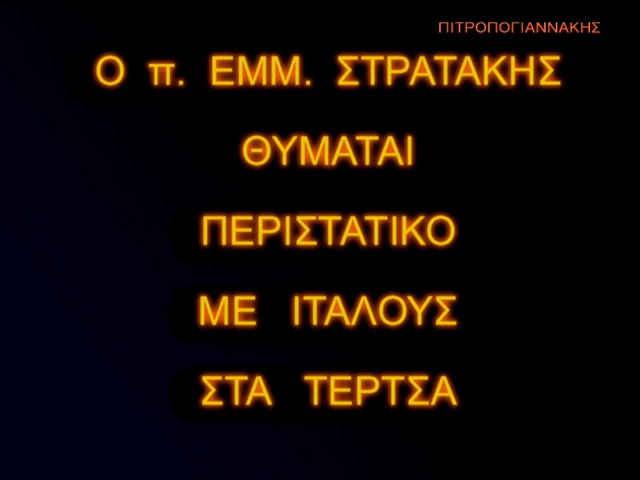 ΠΙΤΡΟΠΟΓΙΑΝΝΑΚΗΣ
Ο π. ΕΜΜ. ΣΤΡΑΤΑΚΗΣ
ΘΥΜΑΤΑΙ
ΠΕΡΙΣΤΑΤΙΚΟ
ΜΕ ΙΤΑΛΟΥΣ
ΣΤΑ ΤΕΡΤΣΑ